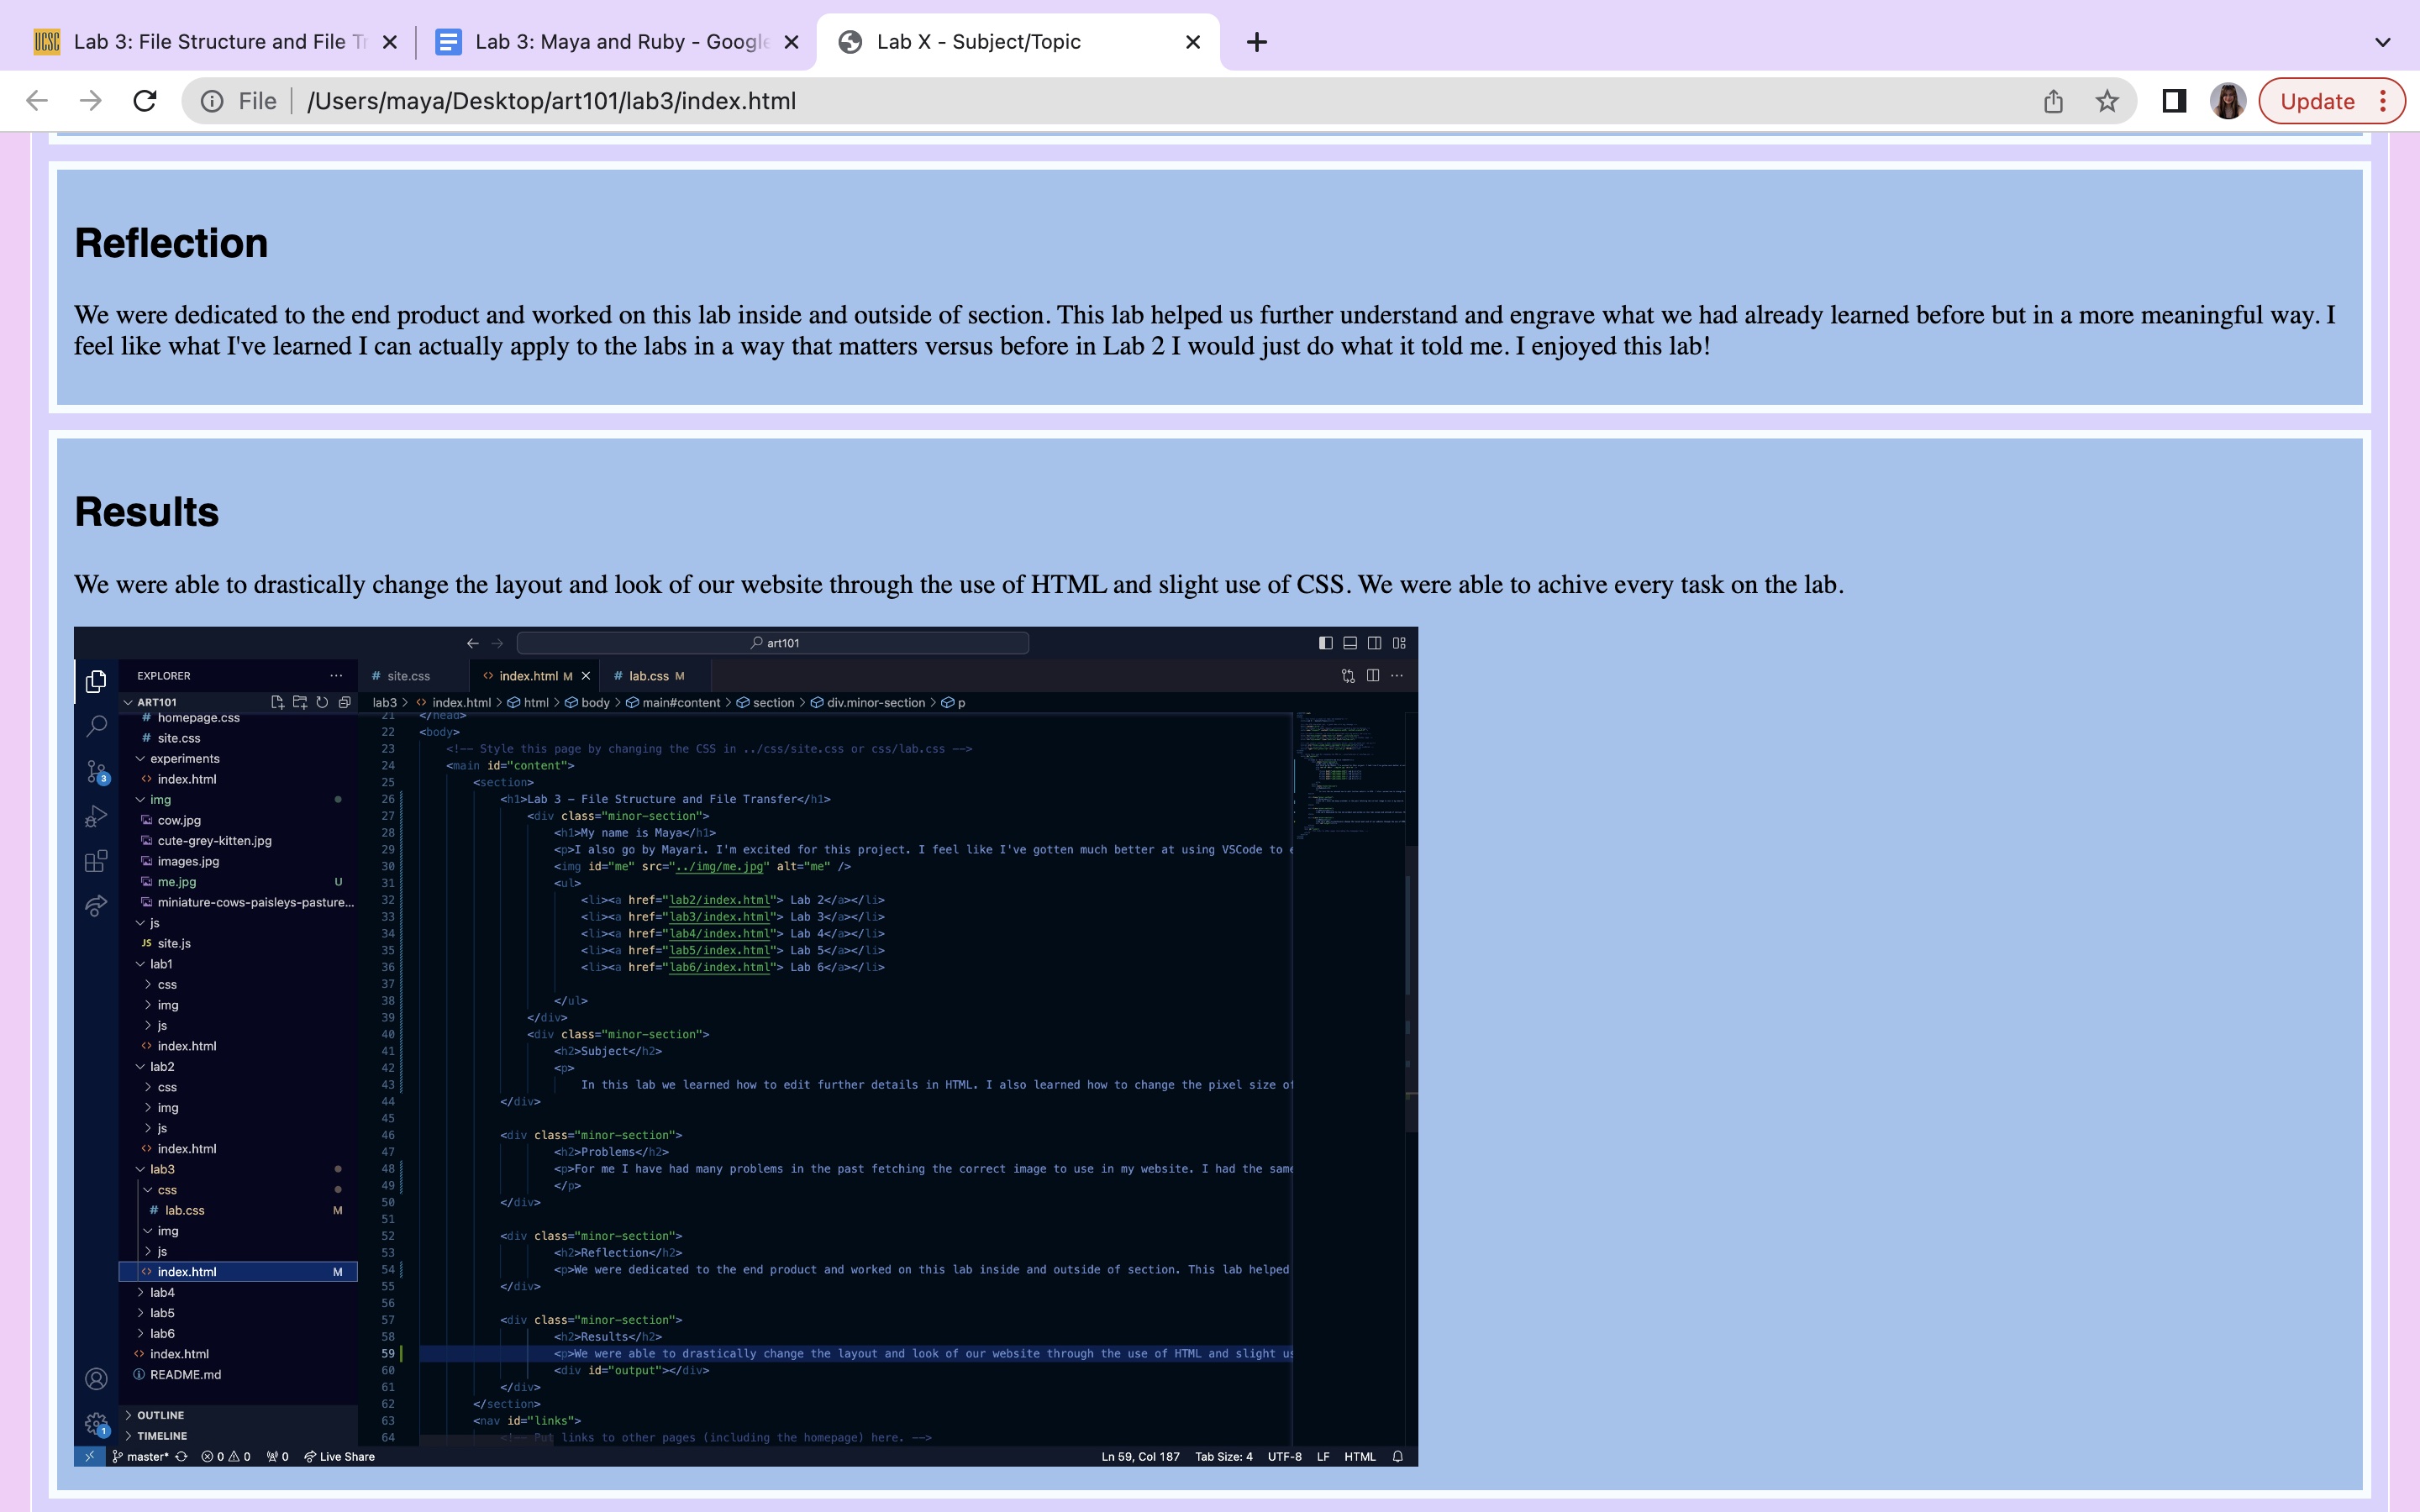 UCSC Lab 3: File Structure and File Tr
Lab 3: Maya and Ruby - Google
Lab X - Subject/Topic
File /Users/maya/Desktop/art101/lab3/index.html Update
Reflection
We were dedicated to the end product and worked on this lab inside and outside of section. This lab helped us further understand and engrave what we had already learned before but in a more meaningful way. I
feel like what I've learned I can actually apply to the labs in a way that matters versus before in Lab 2 I would just do what it told me. I enjoyed this lab!
Results
We were able to drastically change the layout and look of our website through the use of HTML and slight use of CSS. We were able to achive every task on the lab.
art101
EXPLORER
ART101
# homepage.css
# site.css
experiments
<> index.html
img
cow.jpg
cute-grey-kitten.jpg
images.jpg
me.jpg U
miniature-cows-paisleys-pasture...
js
JS site.js
lab1
css
img
js
<> index.html
lab2
css
img
js
<> index.html
lab3
css
# lab.css M
img
js
<> index.html M
lab4
lab5
lab6
<> index.html
README.md
OUTLINE
TIMELINE
3
1
# site.css <> index.html M # lab.css M
lab3 > <> index.html > html > body > main#content > section > div.minor-section > p
21 </head>
22 <body>
23 <!-- Style this page by changing the CSS in ../css/site.css or css/lab.css -->
24 <main id="content">
25 <section>
26 <h1>Lab 3 - File Structure and File Transfer</h1>
27 <div class="minor-section">
28 <h1>My name is Maya</h1>
29 <p>I also go by Mayari. I'm excited for this project. I feel like I've gotten much better at using VSCode to
30 <img id="me" src="../img/me.jpg" alt="me" />
31 <ul>
32 <li><a href="lab2/index.html"> Lab 2</a></li>
33 <li><a href="lab3/index.html"> Lab 3</a></li>
34 <li><a href="lab4/index.html"> Lab 4</a></li>
35 <li><a href="lab5/index.html"> Lab 5</a></li>
36 <li><a href="lab6/index.html"> Lab 6</a></li>
37
38 </ul>
39 </div>
40 <div class="minor-section">
41 <h2>Subject</h2>
42 <p>
43 In this lab we learned how to edit further details in HTML. I also learned how to change the pixel size of
44 </div>
45
46 <div class="minor-section">
47 <h2>Problems</h2>
48 <p>For me I have had many problems in the past fetching the correct image to use in my website. I had the same
49 </p>
50 </div>
51
52 <div class="minor-section">
53 <h2>Reflection</h2>
54 <p>We were dedicated to the end product and worked on this lab inside and outside of section. This lab helped
55 </div>
56
57 <div class="minor-section">
58 <h2>Results</h2>
59 <p>We were able to drastically change the layout and look of our website through the use of HTML and slight us
60 <div id="output"></div>
61 </div>
62 </section>
63 <nav id="links">
64 <!-- Put links to other pages (including the homepage) here. -->
master* 0 0 0 Live Share Ln 59, Col 187 Tab Size: 4 UTF-8 LF HTML